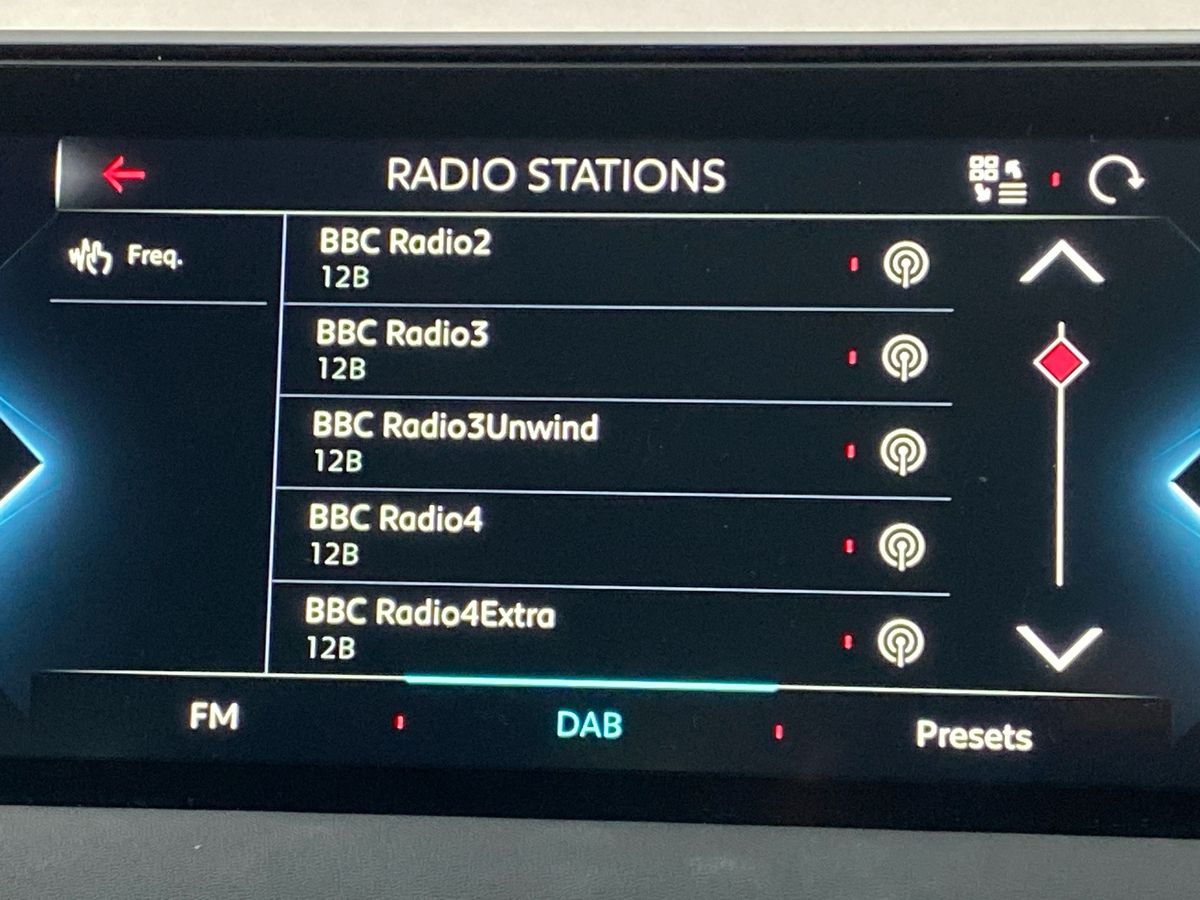 RADIO STATIONS
Freq.
BBC Radio2
12B
BBC Radio3
12B
BBC Radio3Unwind
12B
BBC Radio4
12B
BBC Radio4Extra
12B
FM
DAB
Presets